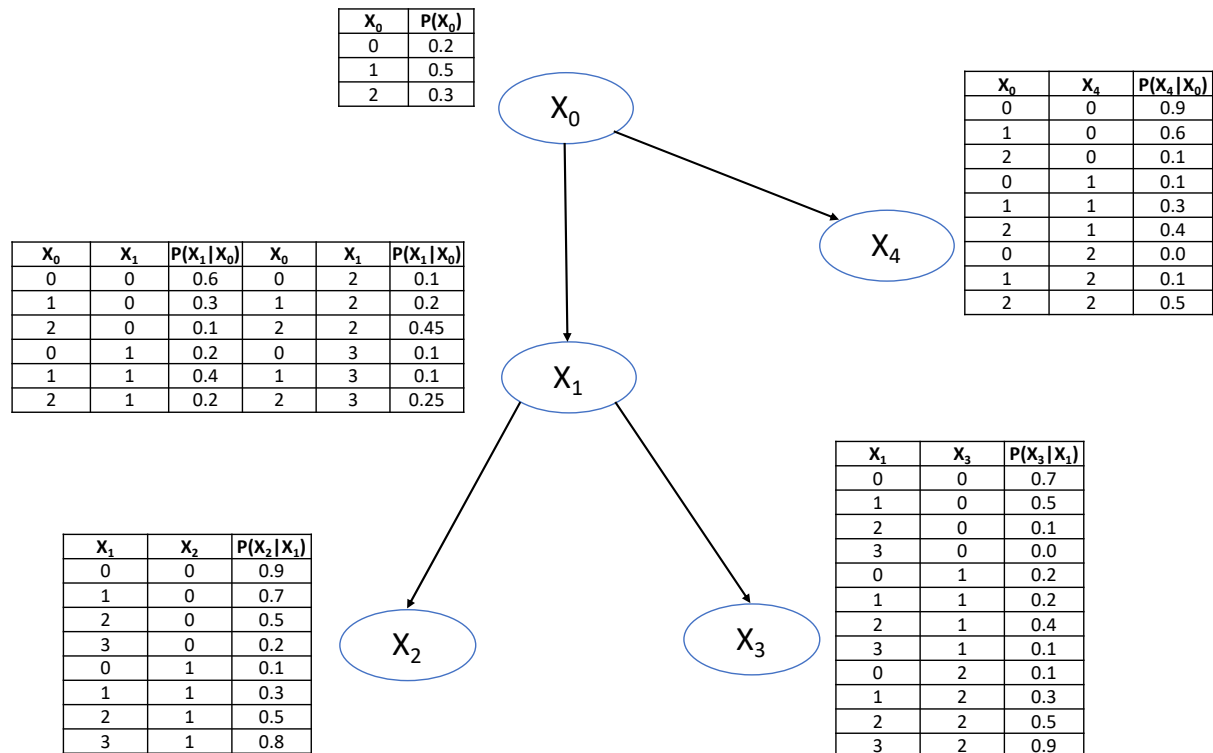 X₀ P(X₀)
0 0.2
1 0.5
2 0.3
X₀
X₀ X₄ P(X₄|X₀)
0 0 0.9
1 0 0.6
2 0 0.1
0 1 0.1
1 1 0.3
2 1 0.4
0 2 0.0
1 2 0.1
2 2 0.5
X₄
X₀ X₁ P(X₁|X₀) X₀ X₁ P(X₁|X₀)
0 0 0.6 0 2 0.1
1 0 0.3 1 2 0.2
2 0 0.1 2 2 0.45
0 1 0.2 0 3 0.1
1 1 0.4 1 3 0.1
2 1 0.2 2 3 0.25
X₁
X₁ X₃ P(X₃|X₁)
0 0 0.7
1 0 0.5
2 0 0.1
3 0 0.0
0 1 0.2
1 1 0.2
2 1 0.4
3 1 0.1
0 2 0.1
1 2 0.3
2 2 0.5
3 2 0.9
X₁ X₂ P(X₂|X₁)
0 0 0.9
1 0 0.7
2 0 0.5
3 0 0.2
0 1 0.1
1 1 0.3
2 1 0.5
3 1 0.8
X₂
X₃